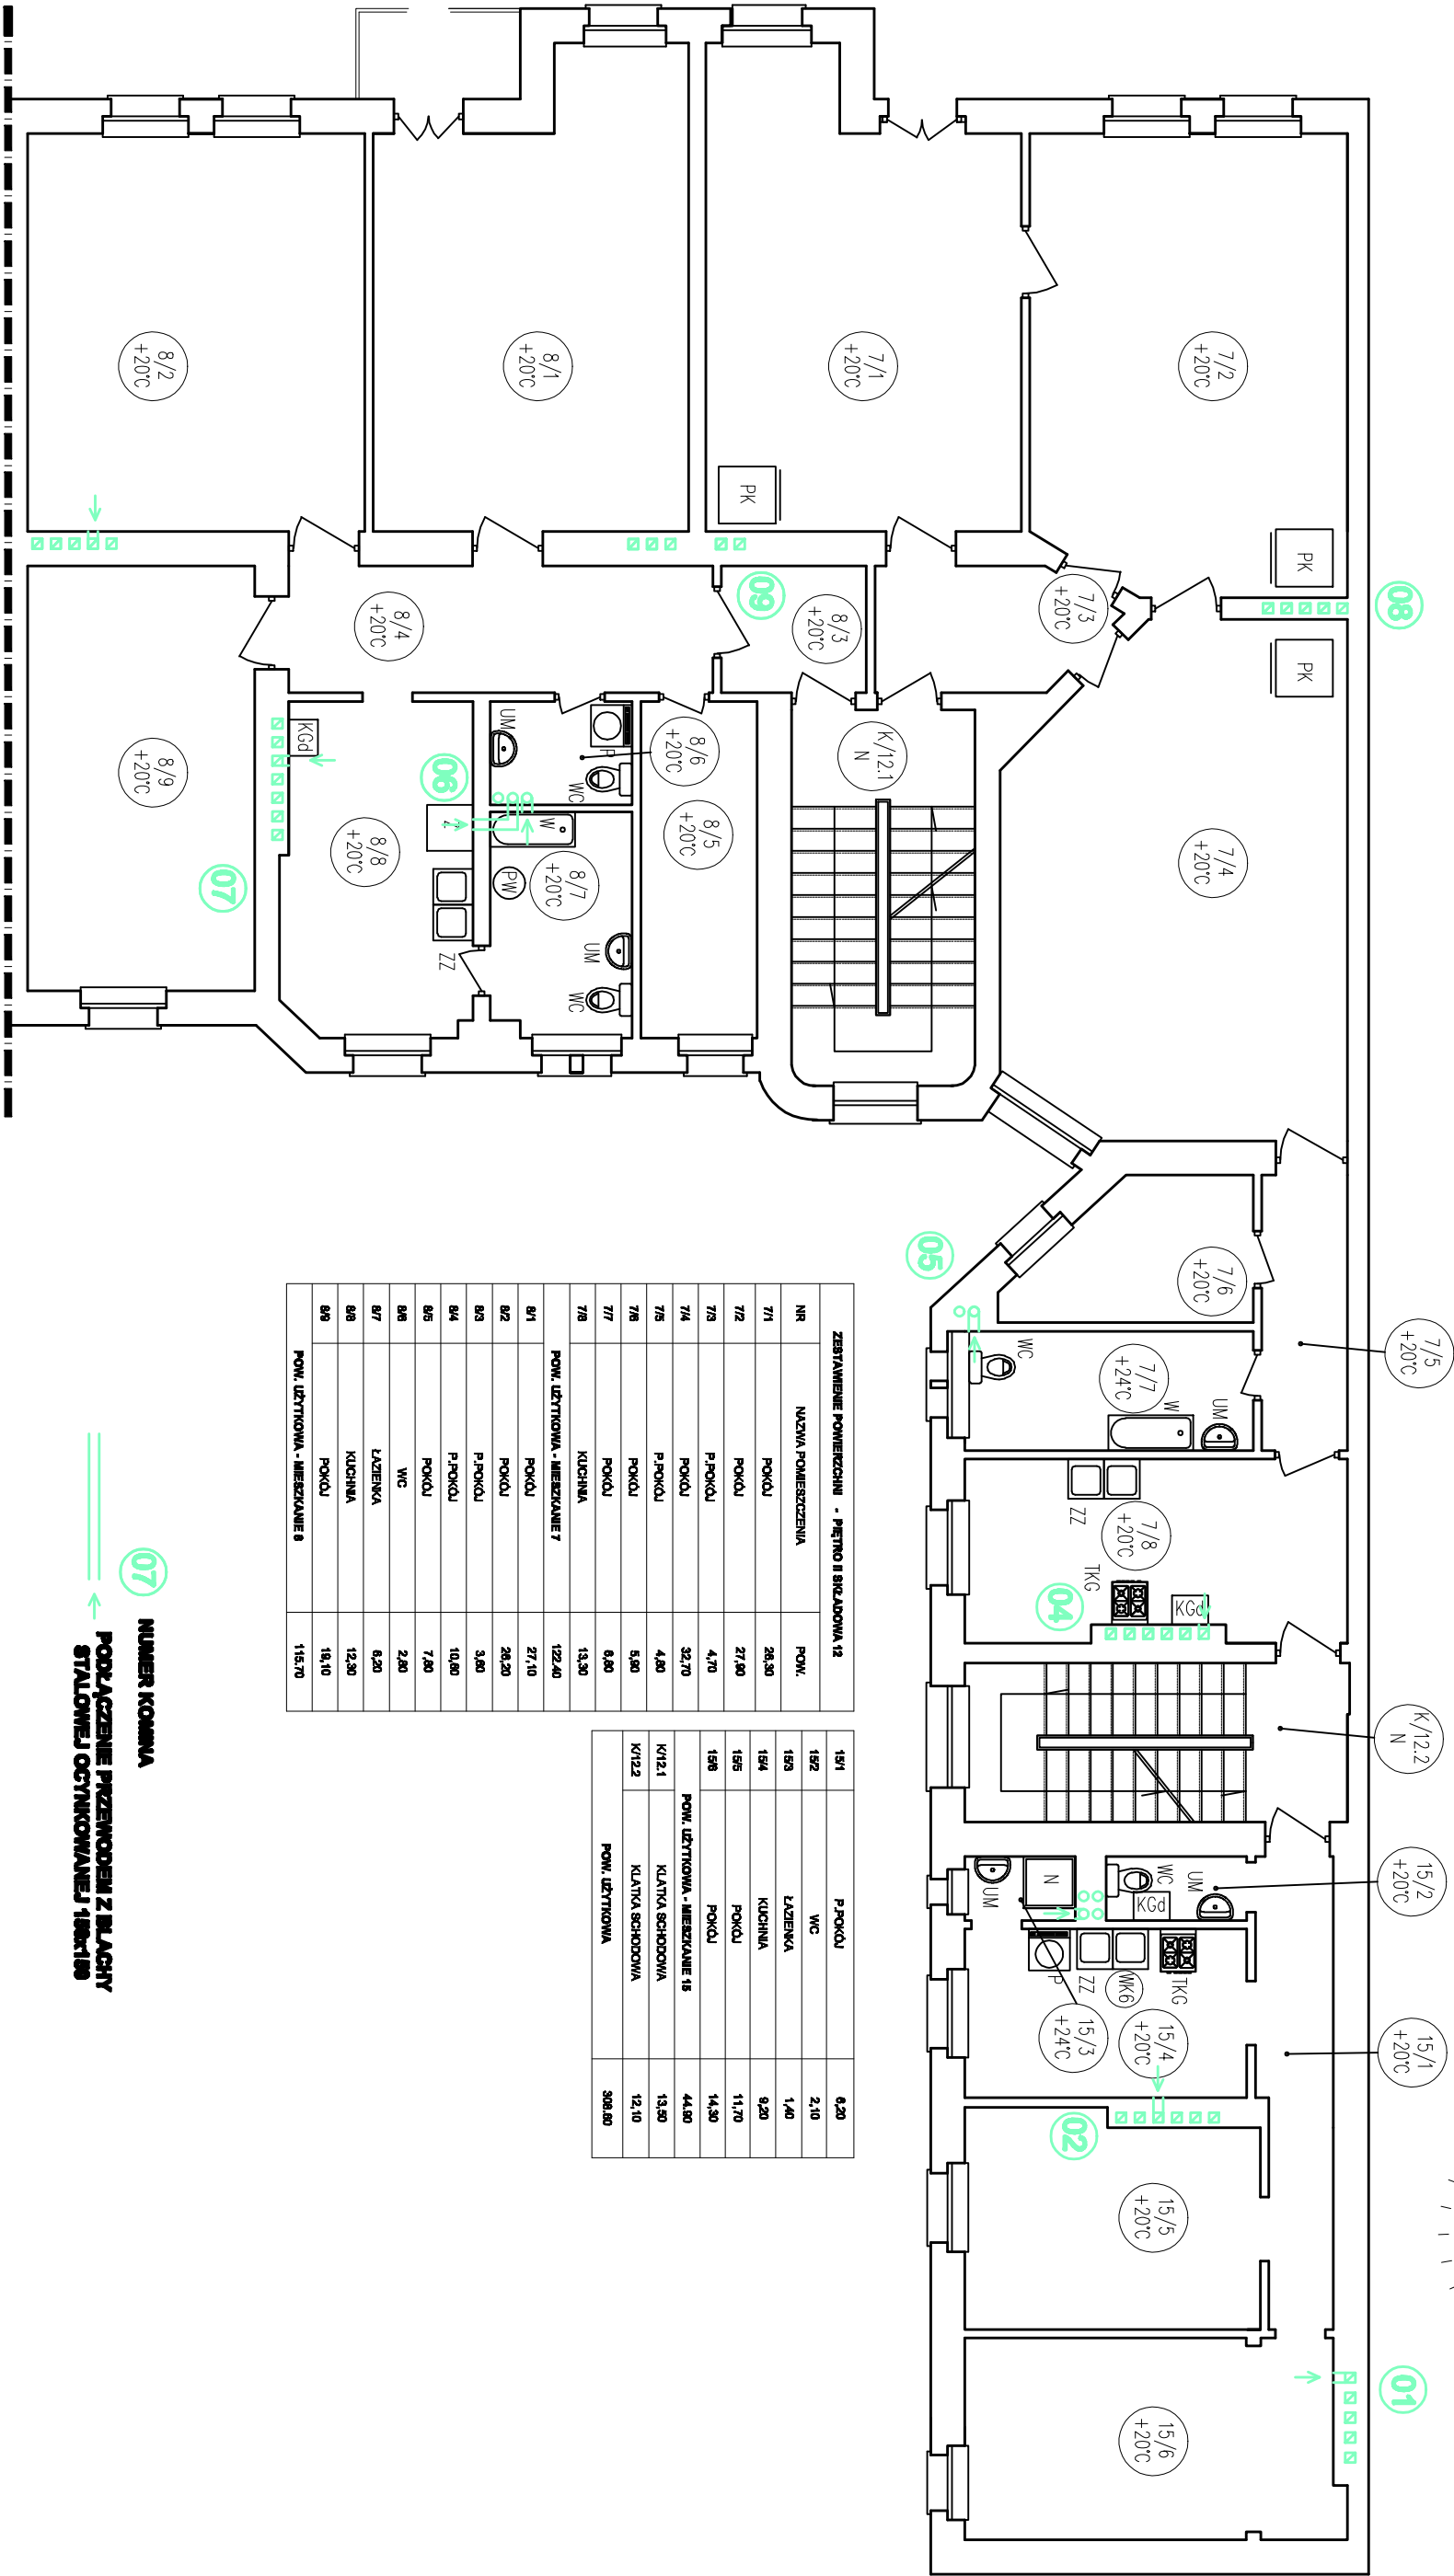 7/5
+20°C
K/12.2
N
15/2
+20°C
15/1
+20°C
08
01
PK
PK
7/2
+20°C
7/3
+20°C
7/4
+20°C
7/6
+20°C
7/7
+24°C
UM
W
WC
05
7/8
+20°C
ZZ
TKG
KGd
04
UM
WC
KGd
N
UM
TKG
WK6
ZZ
P
15/4
+20°C
15/3
+24°C
02
15/5
+20°C
15/6
+20°C
7/1
+20°C
PK
09
8/3
+20°C
K/12.1
N
8/1
+20°C
8/6
+20°C
8/5
+20°C
UM
P
WC
06
W
PW
8/7
+20°C
UM
WC
8/2
+20°C
8/4
+20°C
KGd
8/8
+20°C
ZZ
8/9
+20°C
07
ZESTAWIENIE POWIERZCHNI - PIĘTRO II SKŁADOWA 12
NR NAZWA POMIESZCZENIA POW.
7/1 POKÓJ 28,30
7/2 POKÓJ 27,90
7/3 P.POKÓJ 4,70
7/4 POKÓJ 32,70
7/5 P.POKÓJ 4,80
7/6 POKÓJ 5,90
7/7 POKÓJ 8,80
7/8 KUCHNIA 13,30
POW. UŻYTKOWA - MIESZKANIE 7 122.40
8/1 POKÓJ 27,10
8/2 POKÓJ 26,20
8/3 P.POKÓJ 3,60
8/4 P.POKÓJ 10,60
8/5 POKÓJ 7,80
8/6 WC 2,80
8/7 ŁAZIENKA 6,20
8/8 KUCHNIA 12,30
8/9 POKÓJ 19,10
POW. UŻYTKOWA - MIESZKANIE 8 115.70
15/1 P.POKÓJ 6,20
15/2 WC 2,10
15/3 ŁAZIENKA 1,40
15/4 KUCHNIA 9,20
15/5 POKÓJ 11,70
15/6 POKÓJ 14,30
POW. UŻYTKOWA - MIESZKANIE 15 44.90
K/12.1 KLATKA SCHODOWA 13,50
K/12.2 KLATKA SCHODOWA 12,10
POW. UŻYTKOWA 308.60
07 NUMER KOMINA
PODŁĄCZENIE PRZEWODEM Z BLACHY
STALOWEJ OCYNKOWANEJ